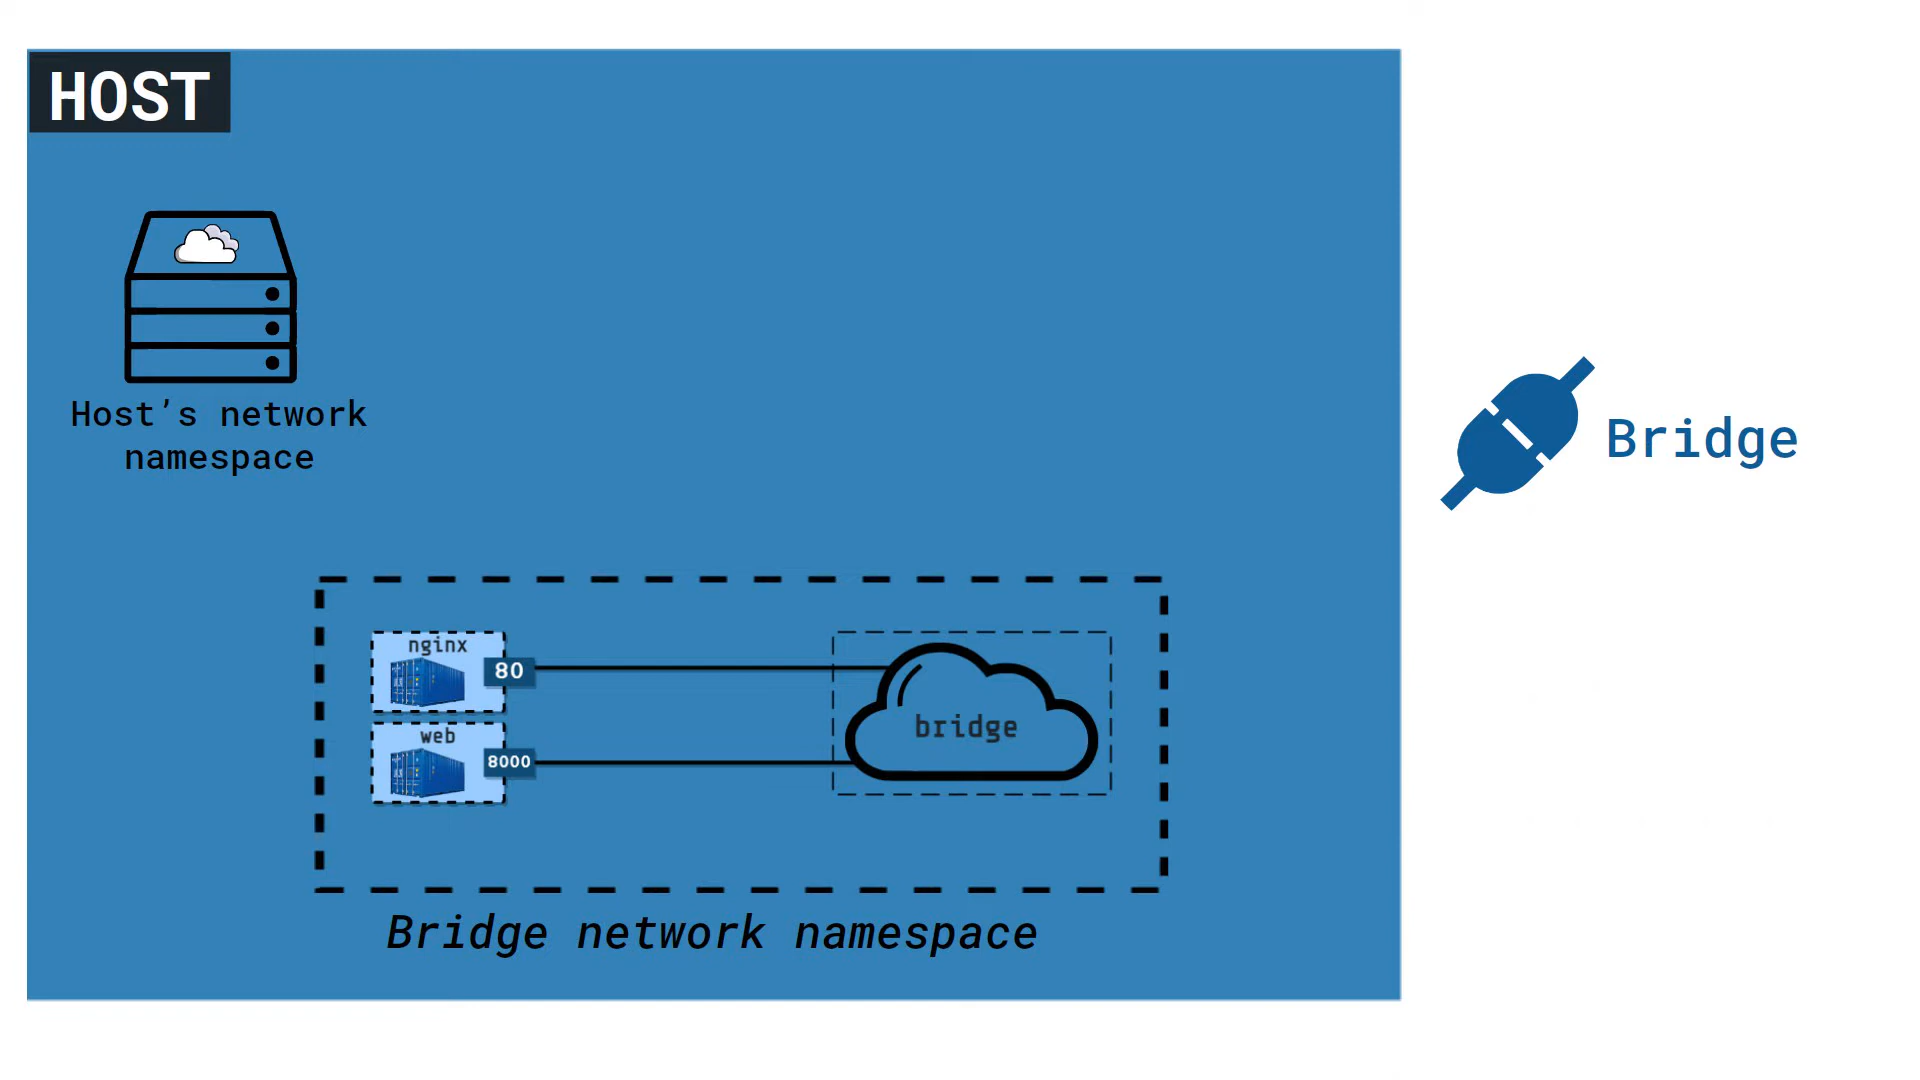 HOST
Host’s network
namespace
Bridge
nginx
80
web
8000
bridge
Bridge network namespace